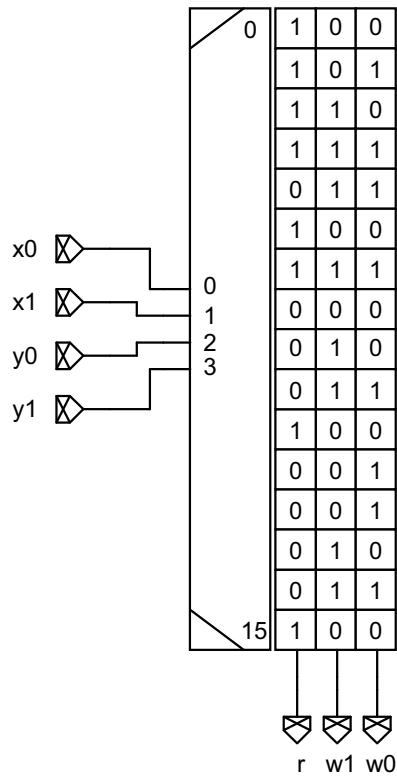 0 1 0 0
1 0 1
1 1 0
1 1 1
0 1 1
1 0 0
x0 0 1 1 1
x1 1 0 0 0
y0 2 0 1 0
y1 3 0 1 1
1 0 0
0 0 1
0 0 1
0 1 0
0 1 1
15 1 0 0
r w1 w0